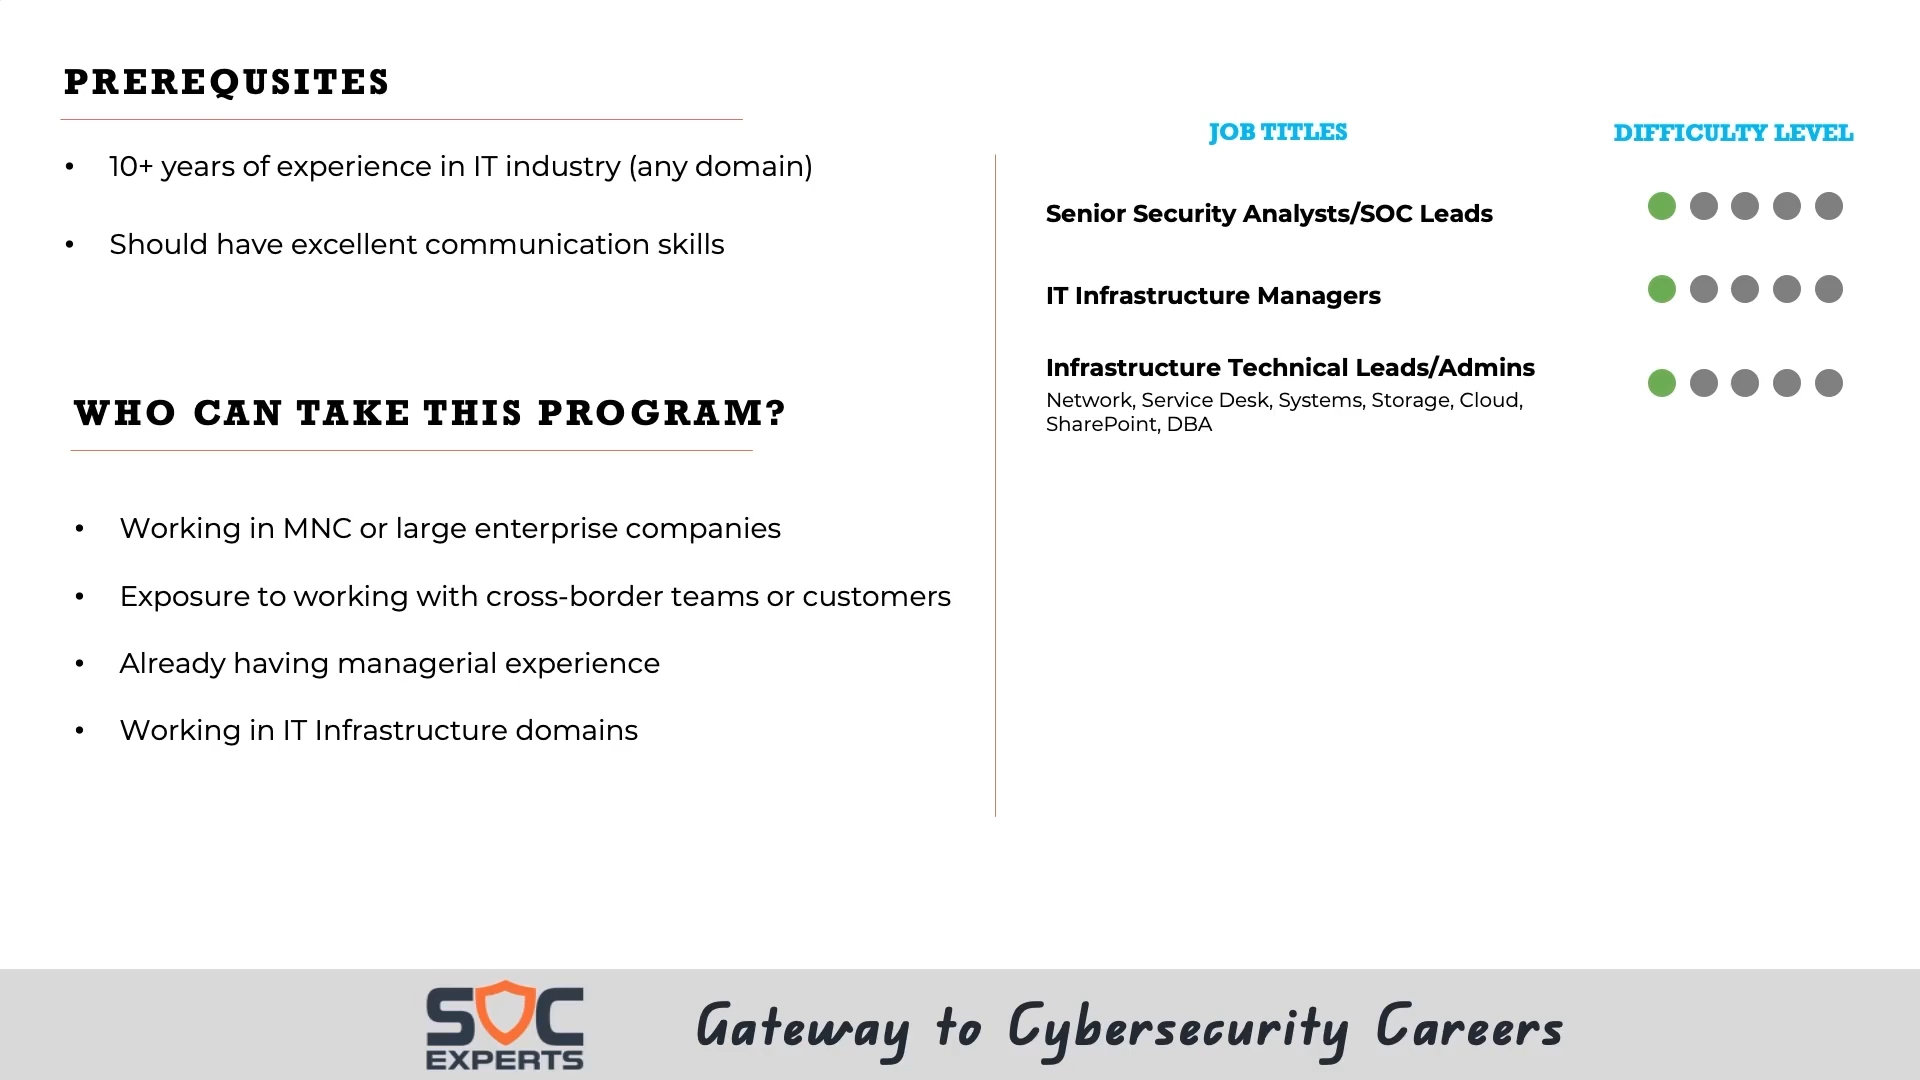 PREREQUSITES
• 10+ years of experience in IT industry (any domain)
• Should have excellent communication skills
WHO CAN TAKE THIS PROGRAM?
• Working in MNC or large enterprise companies
• Exposure to working with cross-border teams or customers
• Already having managerial experience
• Working in IT Infrastructure domains
JOB TITLES
DIFFICULTY LEVEL
Senior Security Analysts/SOC Leads
IT Infrastructure Managers
Infrastructure Technical Leads/Admins
Network, Service Desk, Systems, Storage, Cloud,
SharePoint, DBA
SOC
EXPERTS
Gateway to Cybersecurity Careers